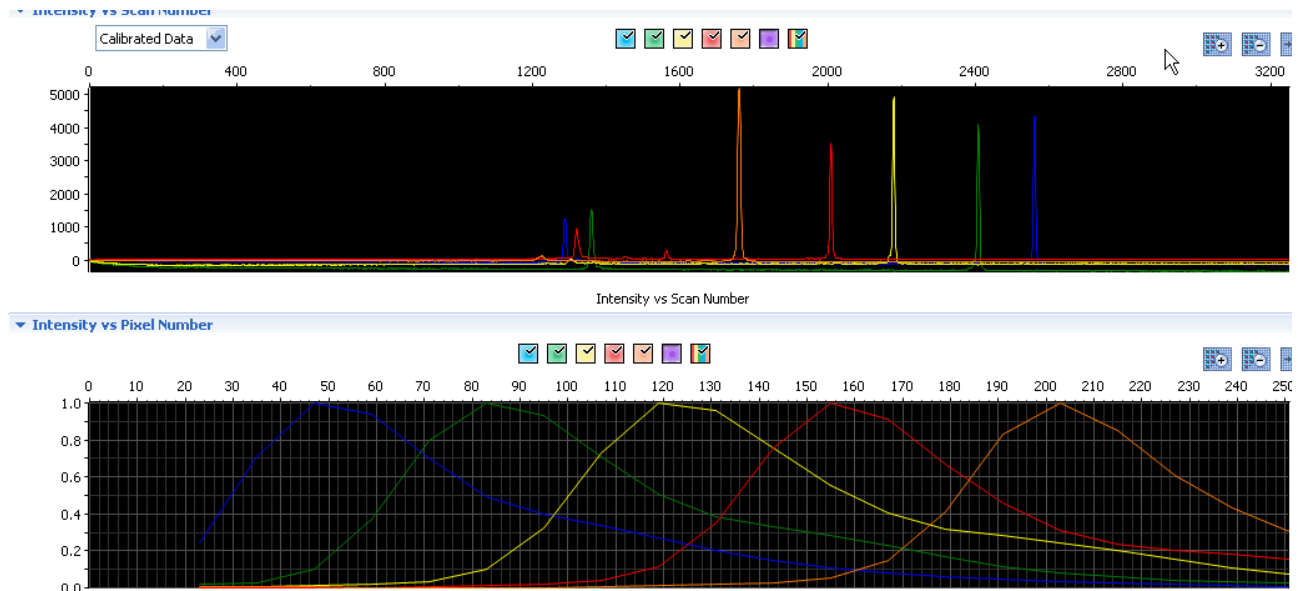 Intensity vs Scan Number
Calibrated Data
0 400 800 1200 1600 2000 2400 2800 3200
5000
4000
3000
2000
1000
0
Intensity vs Scan Number
Intensity vs Pixel Number
0 10 20 30 40 50 60 70 80 90 100 110 120 130 140 150 160 170 180 190 200 210 220 230 240 250
1.0
0.8
0.6
0.4
0.2
0.0